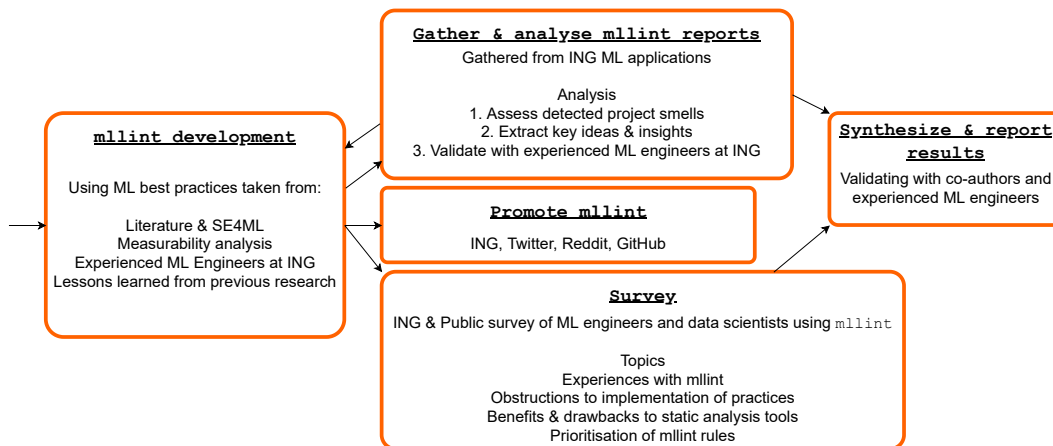 mllint development
Using ML best practices taken from:
Literature & SE4ML
Measurability analysis
Experienced ML Engineers at ING
Lessons learned from previous research
Gather & analyse mllint reports
Gathered from ING ML applications
Analysis
1. Assess detected project smells
2. Extract key ideas & insights
3. Validate with experienced ML engineers at ING
Promote mllint
ING, Twitter, Reddit, GitHub
Survey
ING & Public survey of ML engineers and data scientists using mllint
Topics
Experiences with mllint
Obstructions to implementation of practices
Benefits & drawbacks to static analysis tools
Prioritisation of mllint rules
Synthesize & report
results
Validating with co-authors and
experienced ML engineers